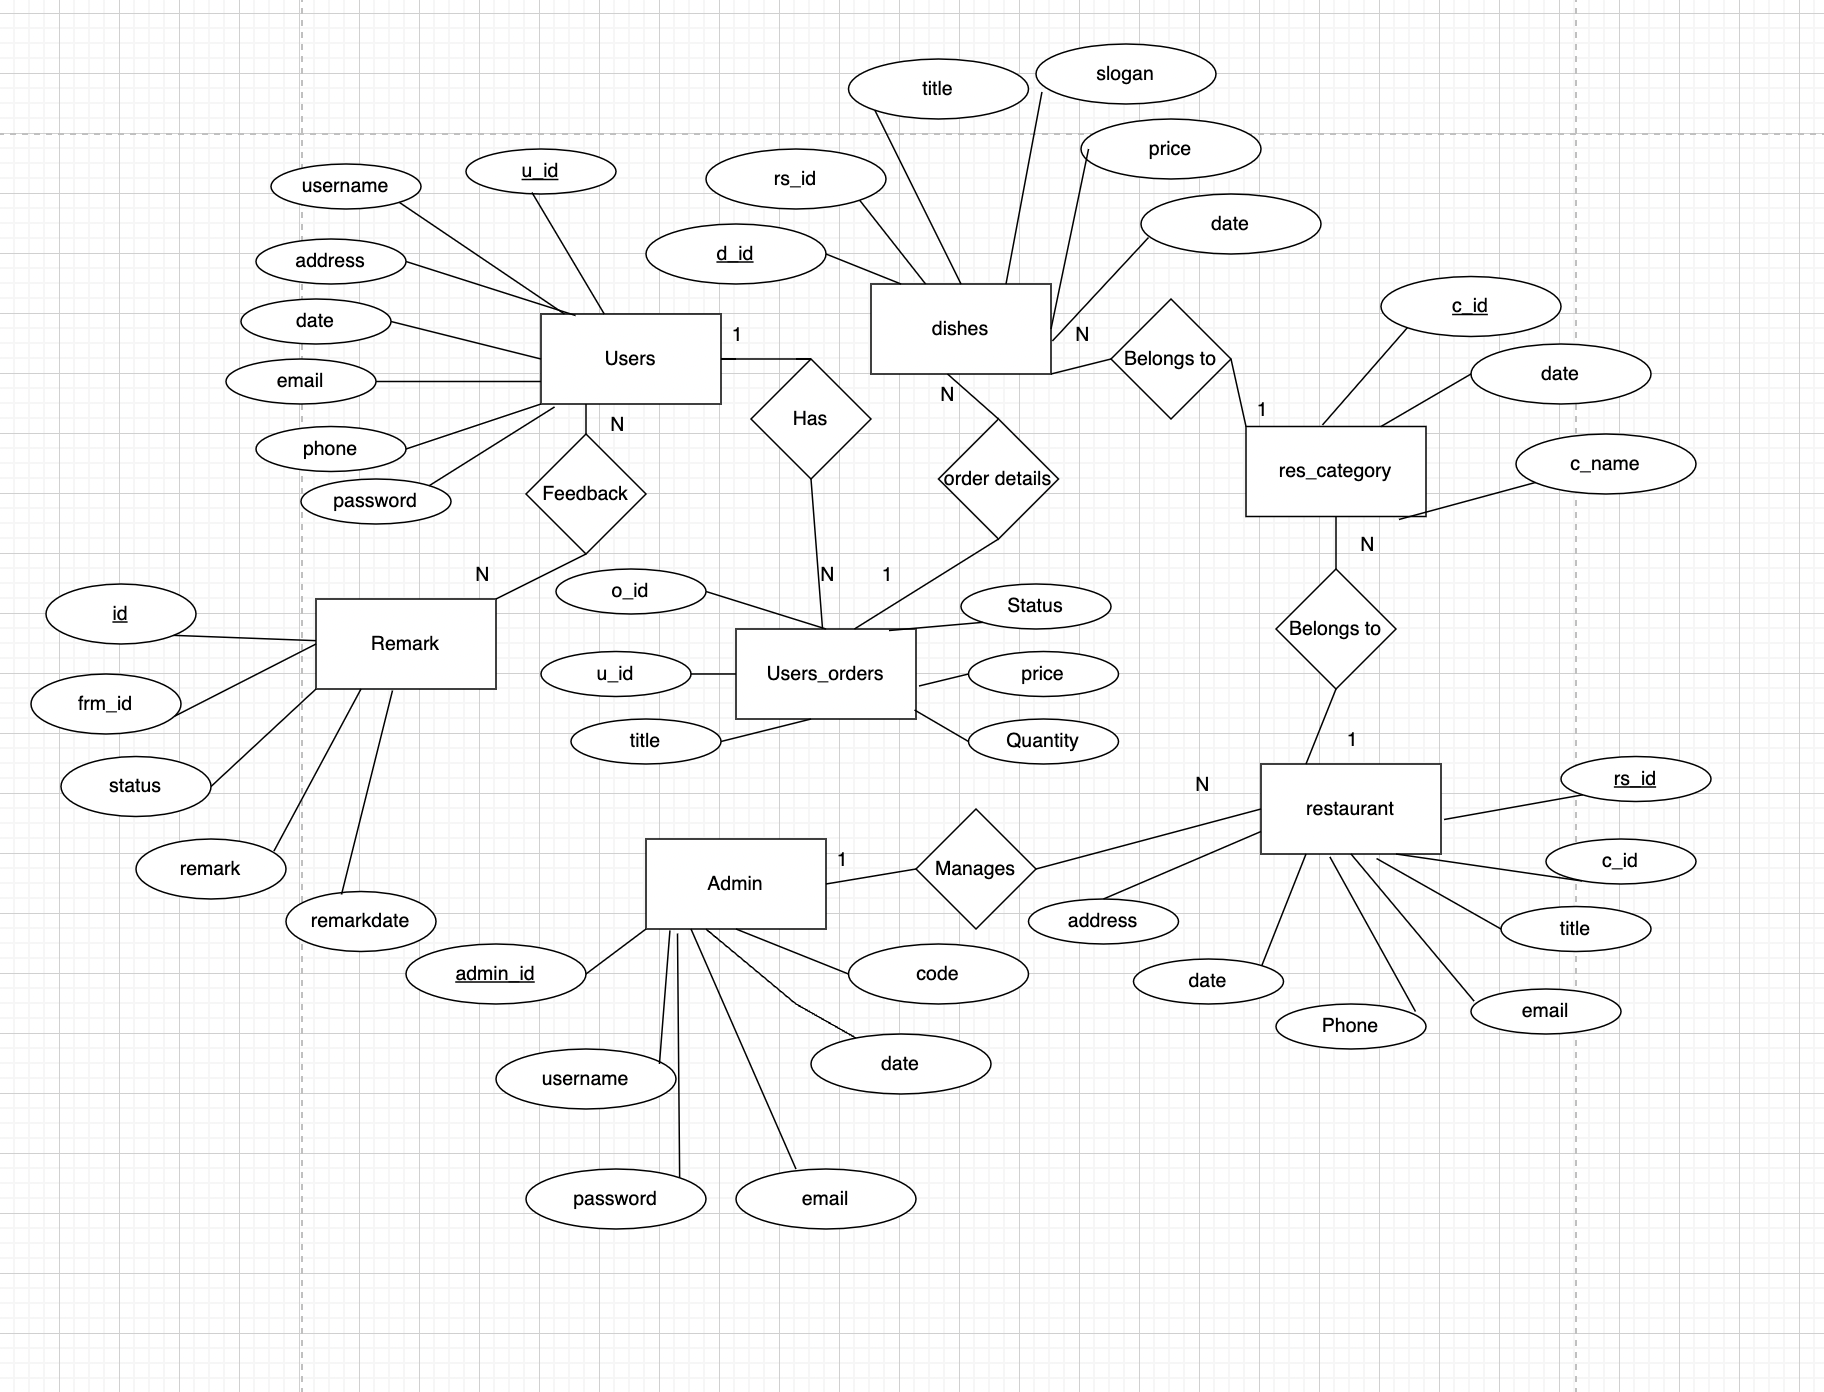 slogan
title
price
u_id
rs_id
username
date
d_id
address
c_id
date
dishes
1
N
Users
Belongs to
date
email
N
1
Has
N
phone
c_name
res_category
order details
Feedback
password
N
N
N
1
o_id
Status
id
Belongs to
Remark
Users_orders
u_id
price
frm_id
title
Quantity
1
rs_id
N
status
restaurant
1
c_id
remark
Manages
Admin
remarkdate
address
title
admin_id
code
date
email
Phone
date
username
password
email